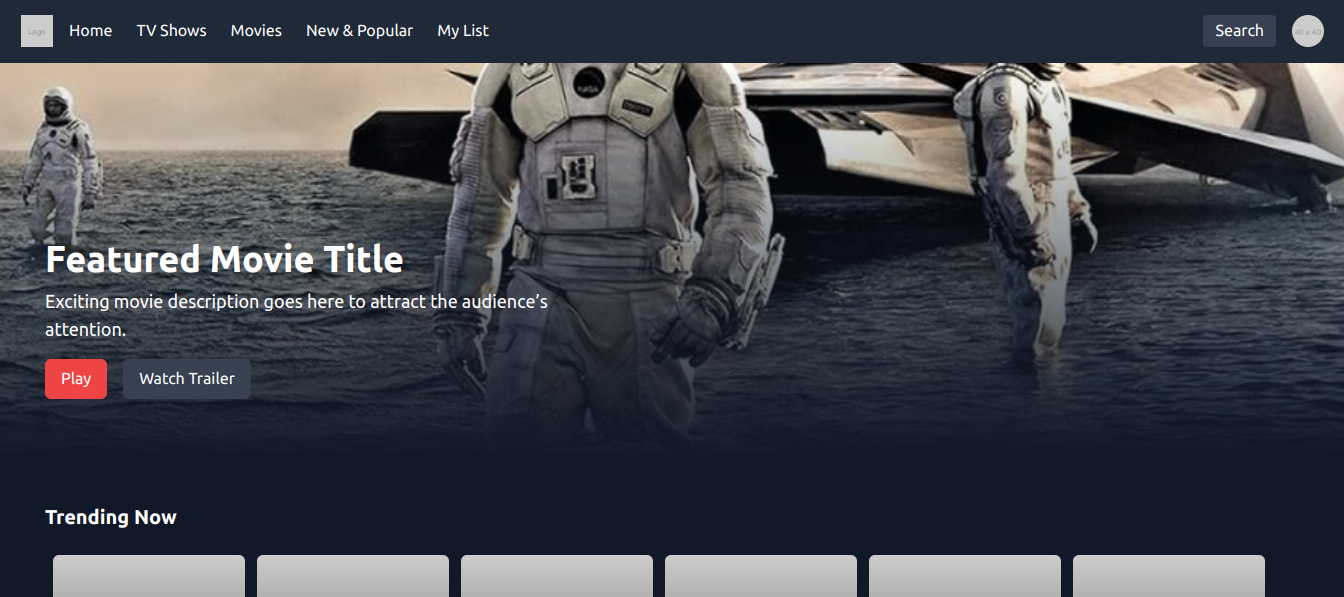 Logo
Home
TV Shows
Movies
New & Popular
My List
Search
40 x 40
NASA
Featured Movie Title
Exciting movie description goes here to attract the audience’s
attention.
Play
Watch Trailer
Trending Now